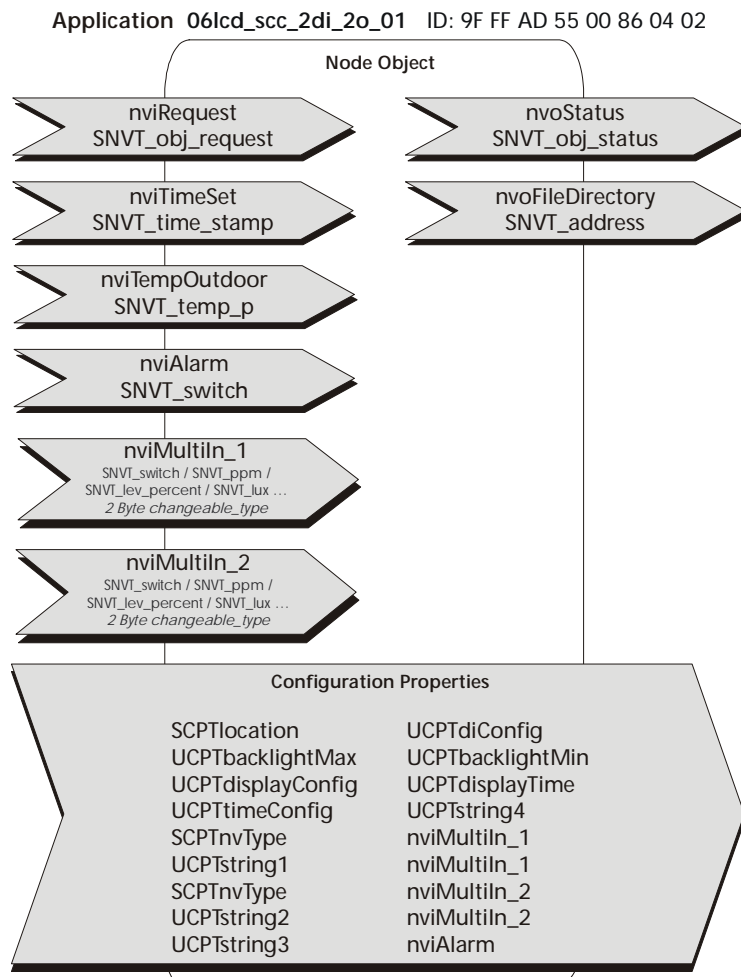 Application 06lcd_scc_2di_2o_01 ID: 9F FF AD 55 00 86 04 02
Node Object
nviRequest
SNVT_obj_request
nvoStatus
SNVT_obj_status
nviTimeSet
SNVT_time_stamp
nvoFileDirectory
SNVT_address
nviTempOutdoor
SNVT_temp_p
nviAlarm
SNVT_switch
nviMultiIn_1
SNVT_switch / SNVT_ppm /
SNVT_lev_percent / SNVT_lux ...
2 Byte changeable_type
nviMultiIn_2
SNVT_switch / SNVT_ppm /
SNVT_lev_percent / SNVT_lux ...
2 Byte changeable_type
Configuration Properties
SCPTlocation UCPTdiConfig
UCPTbacklightMax UCPTbacklightMin
UCPTdisplayConfig UCPTdisplayTime
UCPTtimeConfig UCPTstring4
SCPTnvType nviMultiIn_1
UCPTstring1 nviMultiIn_1
SCPTnvType nviMultiIn_2
UCPTstring2 nviMultiIn_2
UCPTstring3 nviAlarm